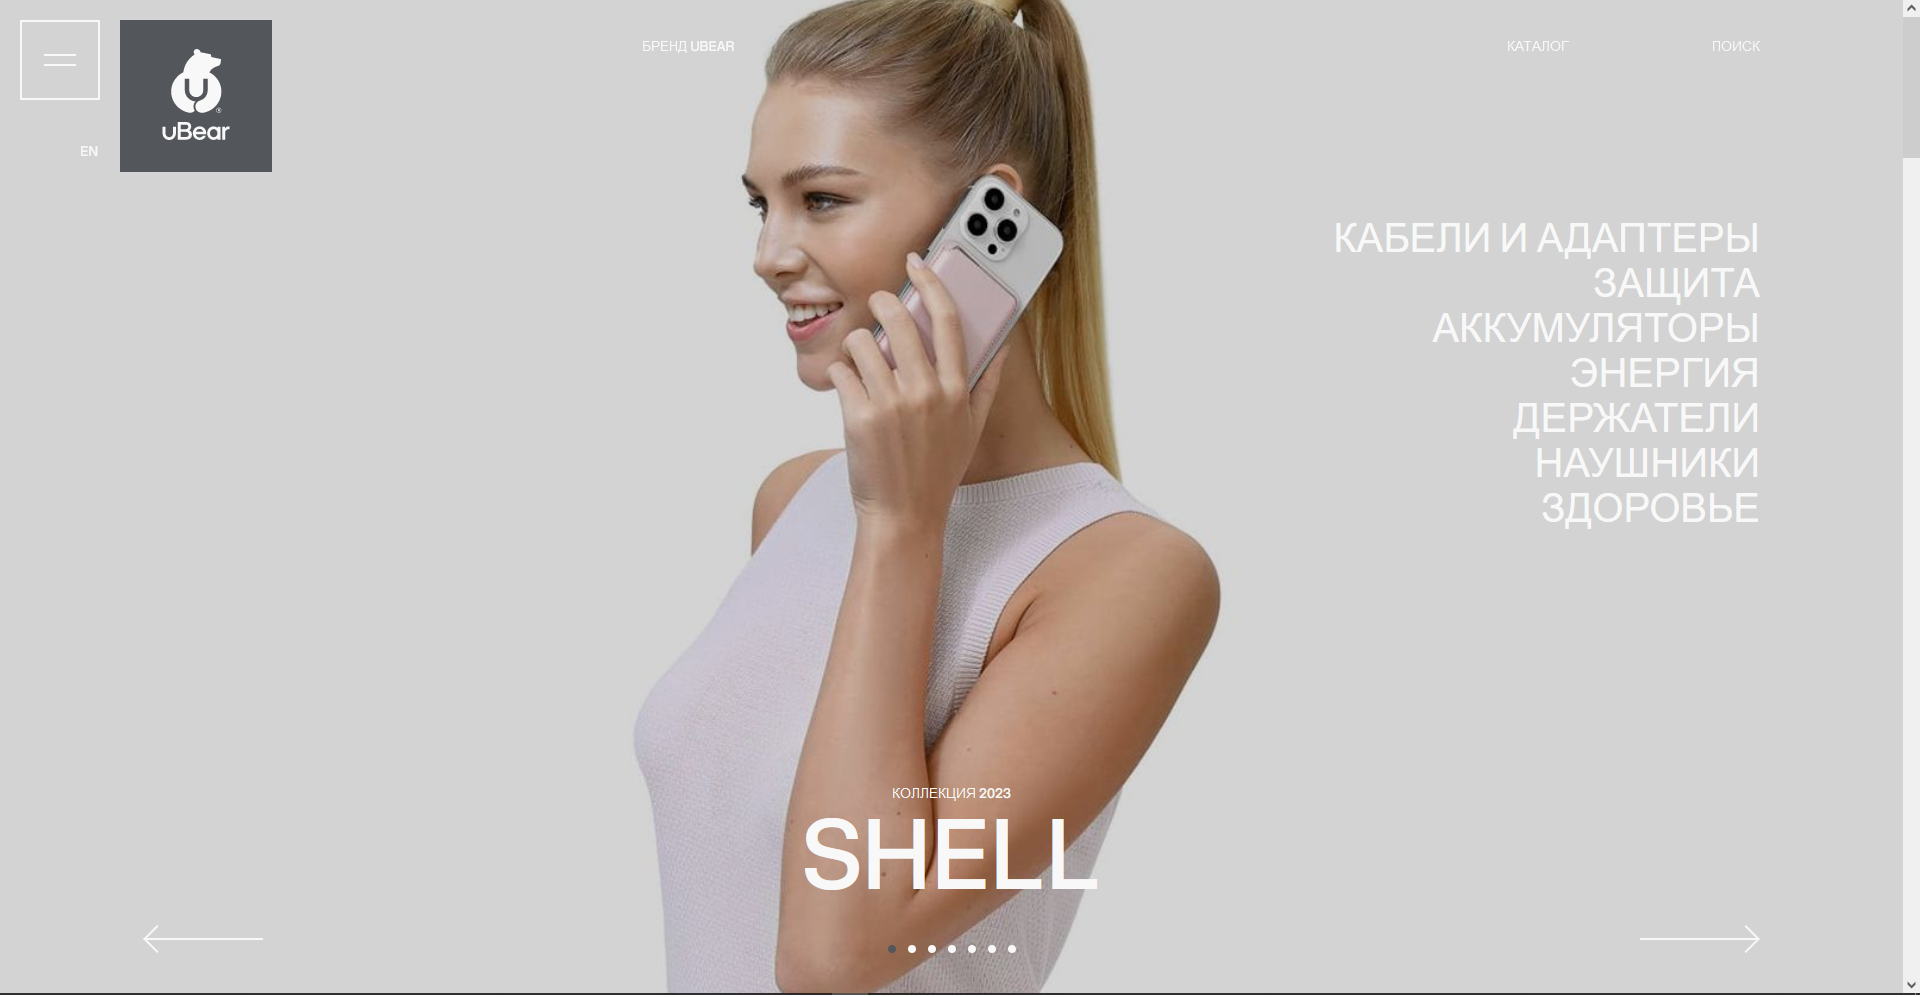 БРЕНД UBEAR
КАТАЛОГ
ПОИСК
uBear
®
EN
КАБЕЛИ И АДАПТЕРЫ
ЗАЩИТА
АККУМУЛЯТОРЫ
ЭНЕРГИЯ
ДЕРЖАТЕЛИ
НАУШНИКИ
ЗДОРОВЬЕ
КОЛЛЕКЦИЯ 2023
SHELL